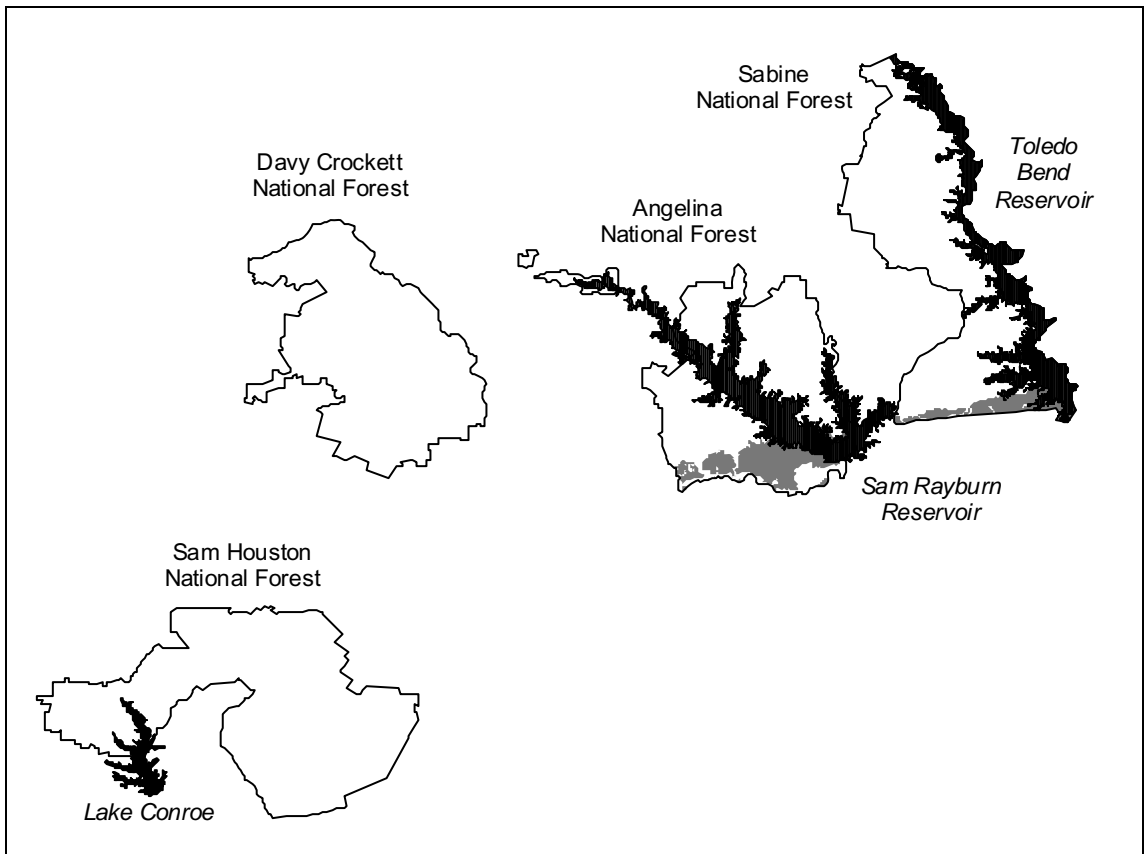 Sabine
National Forest
Toledo
Bend
Reservoir
Davy Crockett
National Forest
Angelina
National Forest
Sam Rayburn
Reservoir
Sam Houston
National Forest
Lake Conroe